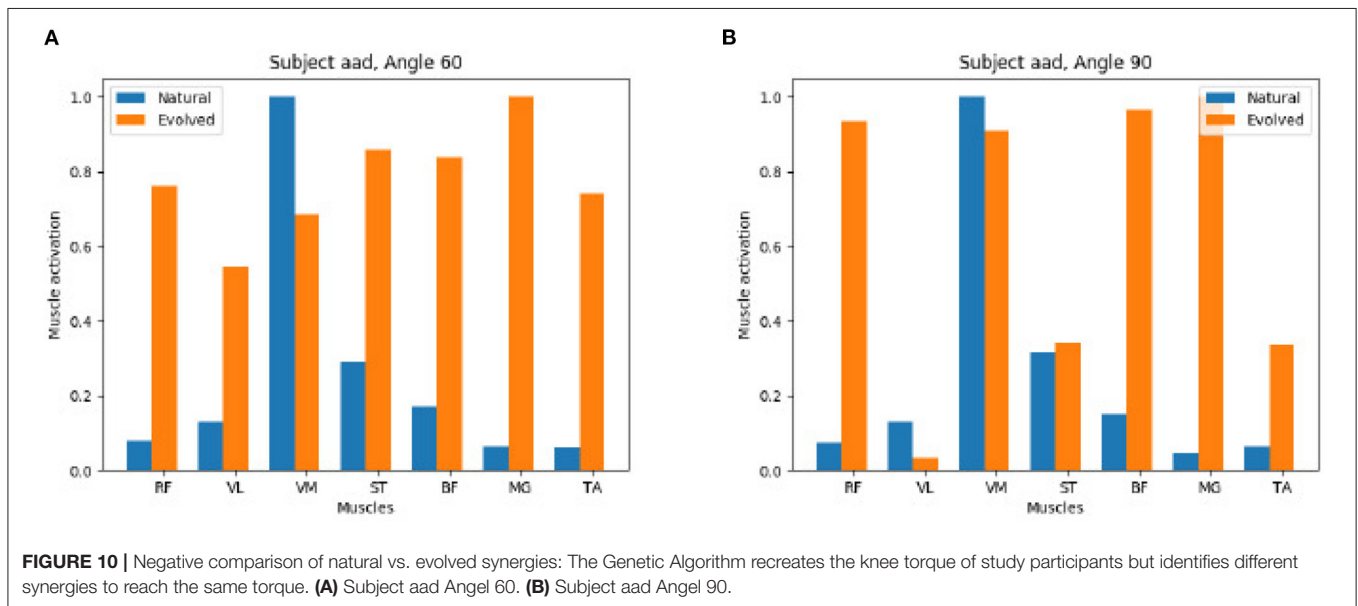 A
Subject aad, Angle 60
Natural
Evolved
1.0
0.8
0.6
0.4
0.2
0.0
Muscle activation
RF VL VM ST BF MG TA
Muscles
B
Subject aad, Angle 90
Natural
Evolved
1.0
0.8
0.6
0.4
0.2
0.0
Muscle activation
RF VL VM ST BF MG TA
Muscles
FIGURE 10 | Negative comparison of natural vs. evolved synergies: The Genetic Algorithm recreates the knee torque of study participants but identifies different
synergies to reach the same torque. (A) Subject aad Angel 60. (B) Subject aad Angel 90.